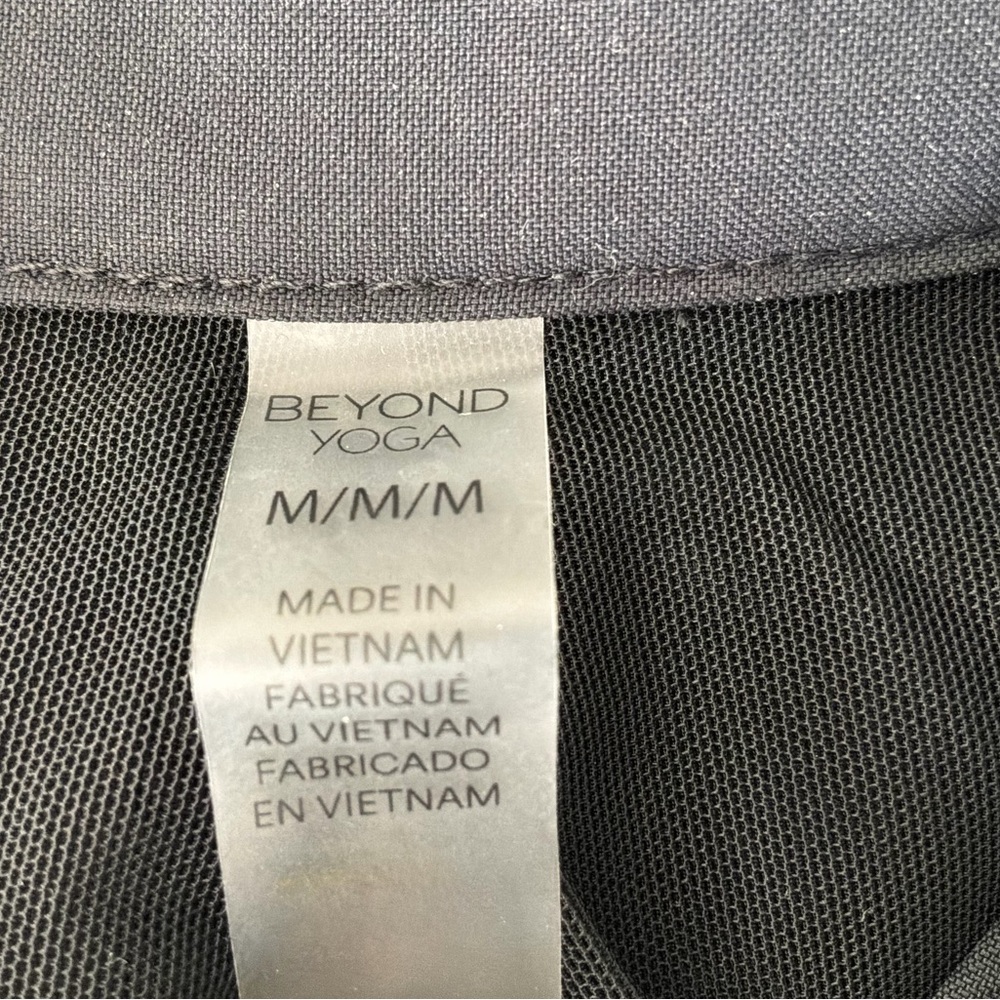 BEYOND
YOGA
M/M/M
MADE IN
VIETNAM
FABRIQUÉ
AU VIETNAM
FABRICADO
EN VIETNAM